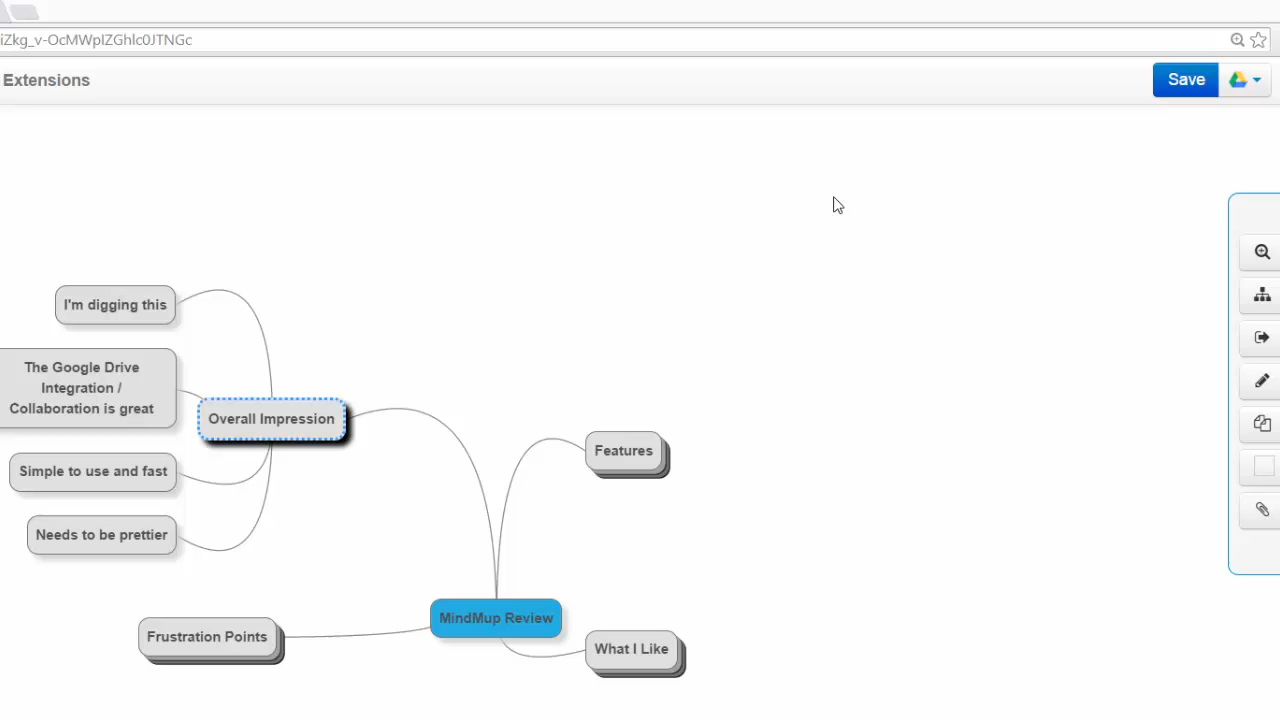 iZkg_v-OcMWpIZGhlc0JTNGc
Extensions
Save
I'm digging this
The Google Drive
Integration /
Collaboration is great
Overall Impression
Simple to use and fast
Needs to be prettier
Features
MindMup Review
Frustration Points
What I Like